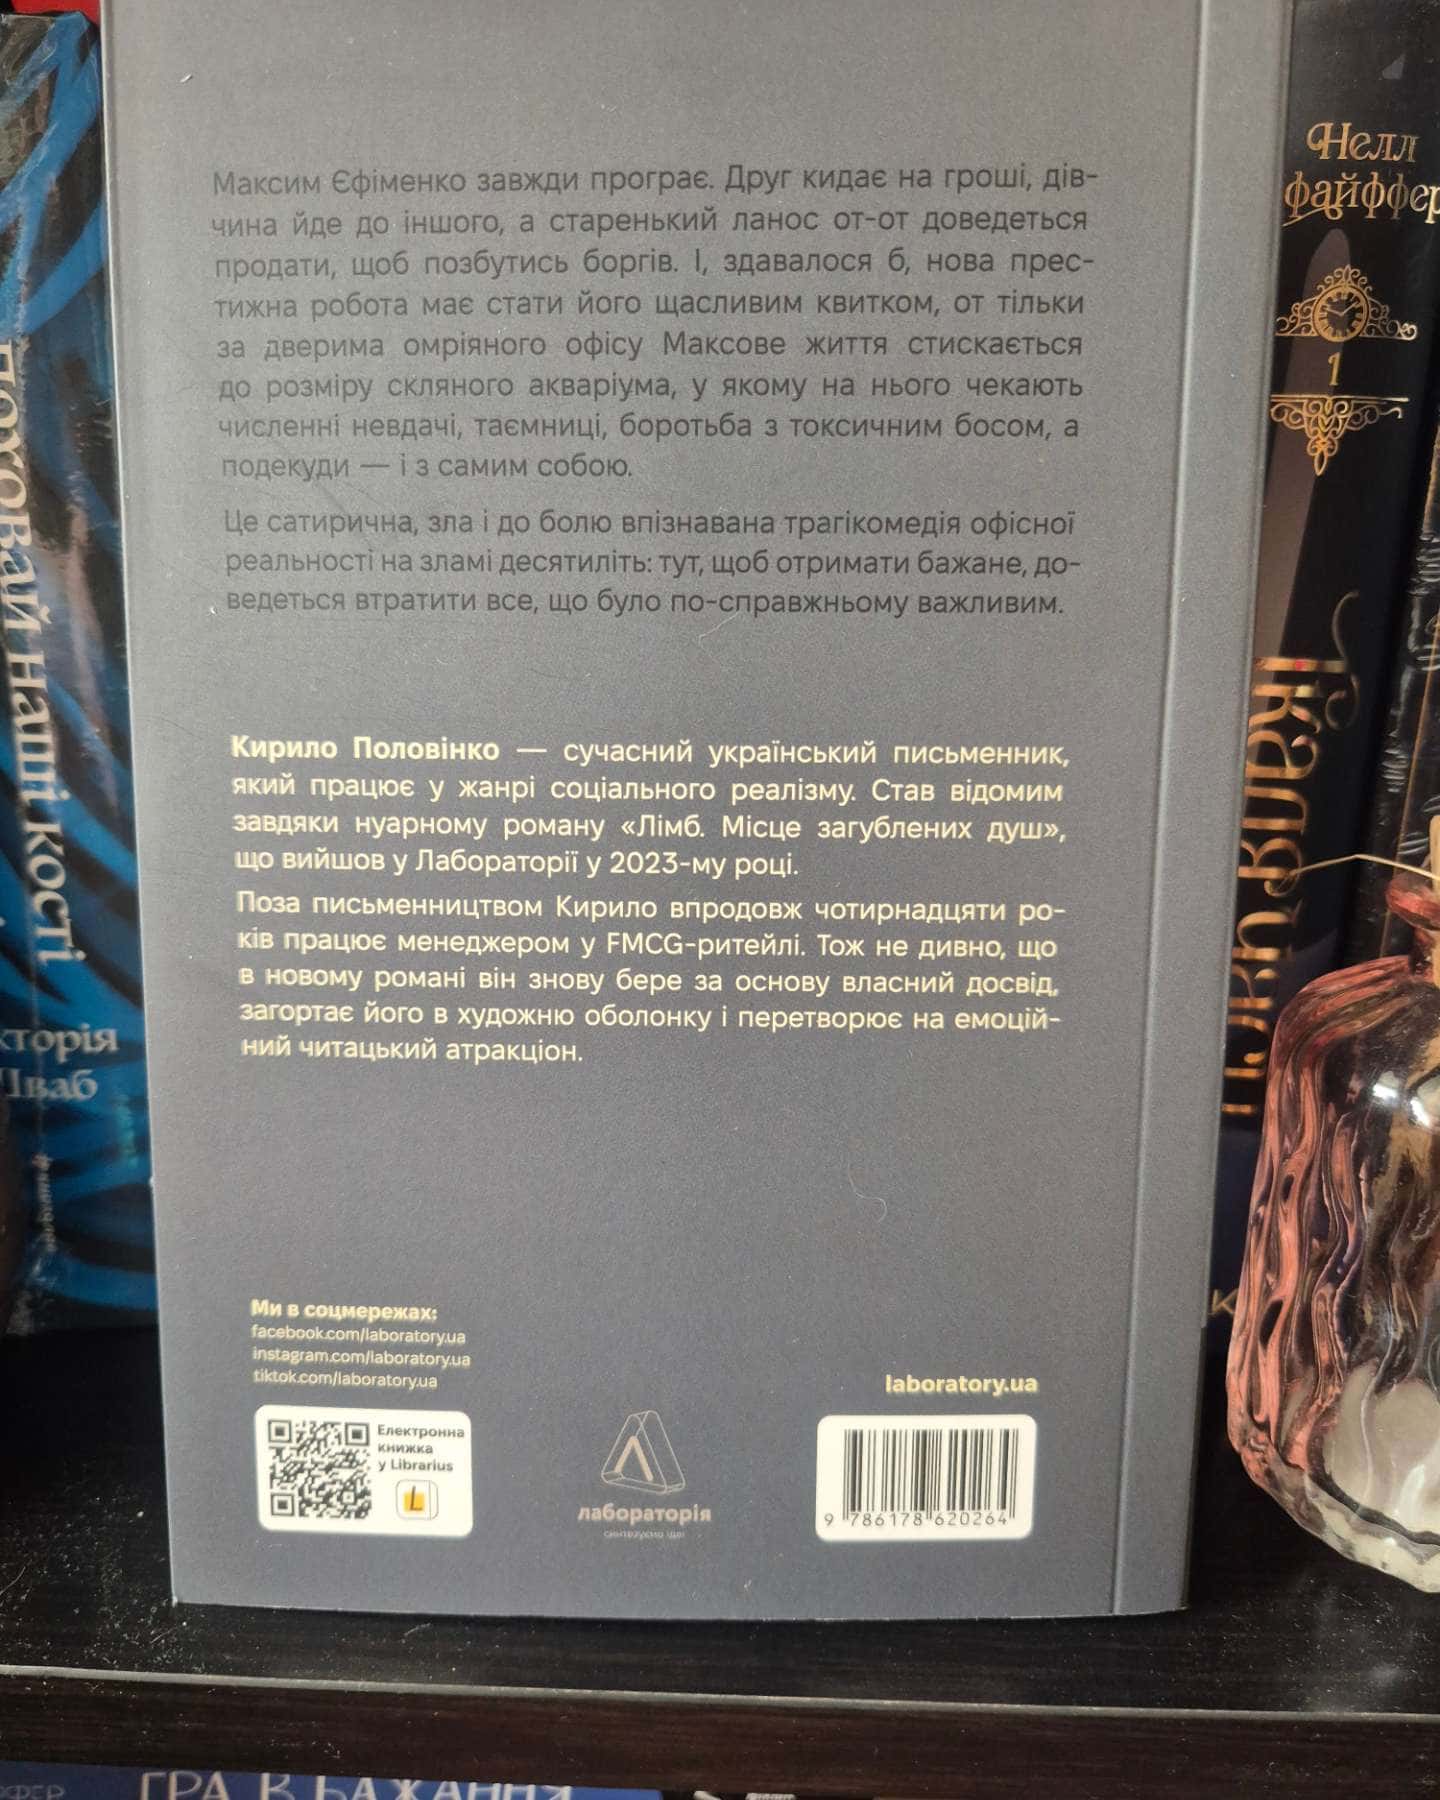 Максим Єфіменко завжди програє. Друг кидає на гроші, дів-
чина йде до іншого, а старенький ланос от-от доведеться
продати, щоб позбутись боргів. І, здавалося б, нова прес-
тижна робота має стати його щасливим квитком, от тільки
за дверима омріяного офісу Максове життя стискається
до розміру скляного акваріума, у якому на нього чекають
численні невдачі, таємниці, боротьба з токсичним босом, а
подекуди — і з самим собою.
Це сатирична, зла і до болю впізнавана трагікомедія офісної
реальності на зламі десятиліть: тут, щоб отримати бажане, до-
ведеться втратити все, що було по-справжньому важливим.
Кирило Половінко — сучасний український письменник,
який працює у жанрі соціального реалізму. Став відомим
завдяки нуарному роману «Лімб. Місце загублених душ»,
що вийшов у Лабораторії у 2023-му році.
Поза письменництвом Кирило впродовж чотирнадцяти ро-
ків працює менеджером у FMCG-ритейлі. Тож не дивно, що
в новому романі він знову бере за основу власний досвід,
загортає його в художню оболонку і перетворює на емоцій-
ний читацький атракціон.
Ми в соцмережах:
facebook.com/laboratory.ua
instagram.com/laboratory.ua
tiktok.com/laboratory.ua
Електронна
книжка
у Librarius
L
лабораторія
синтезуємо ідеї
laboratory.ua
9 786178 620264
поховай наші кості
кторія
Шваб
Нелл
файффер
1
ГРА В БАЖАННЯ